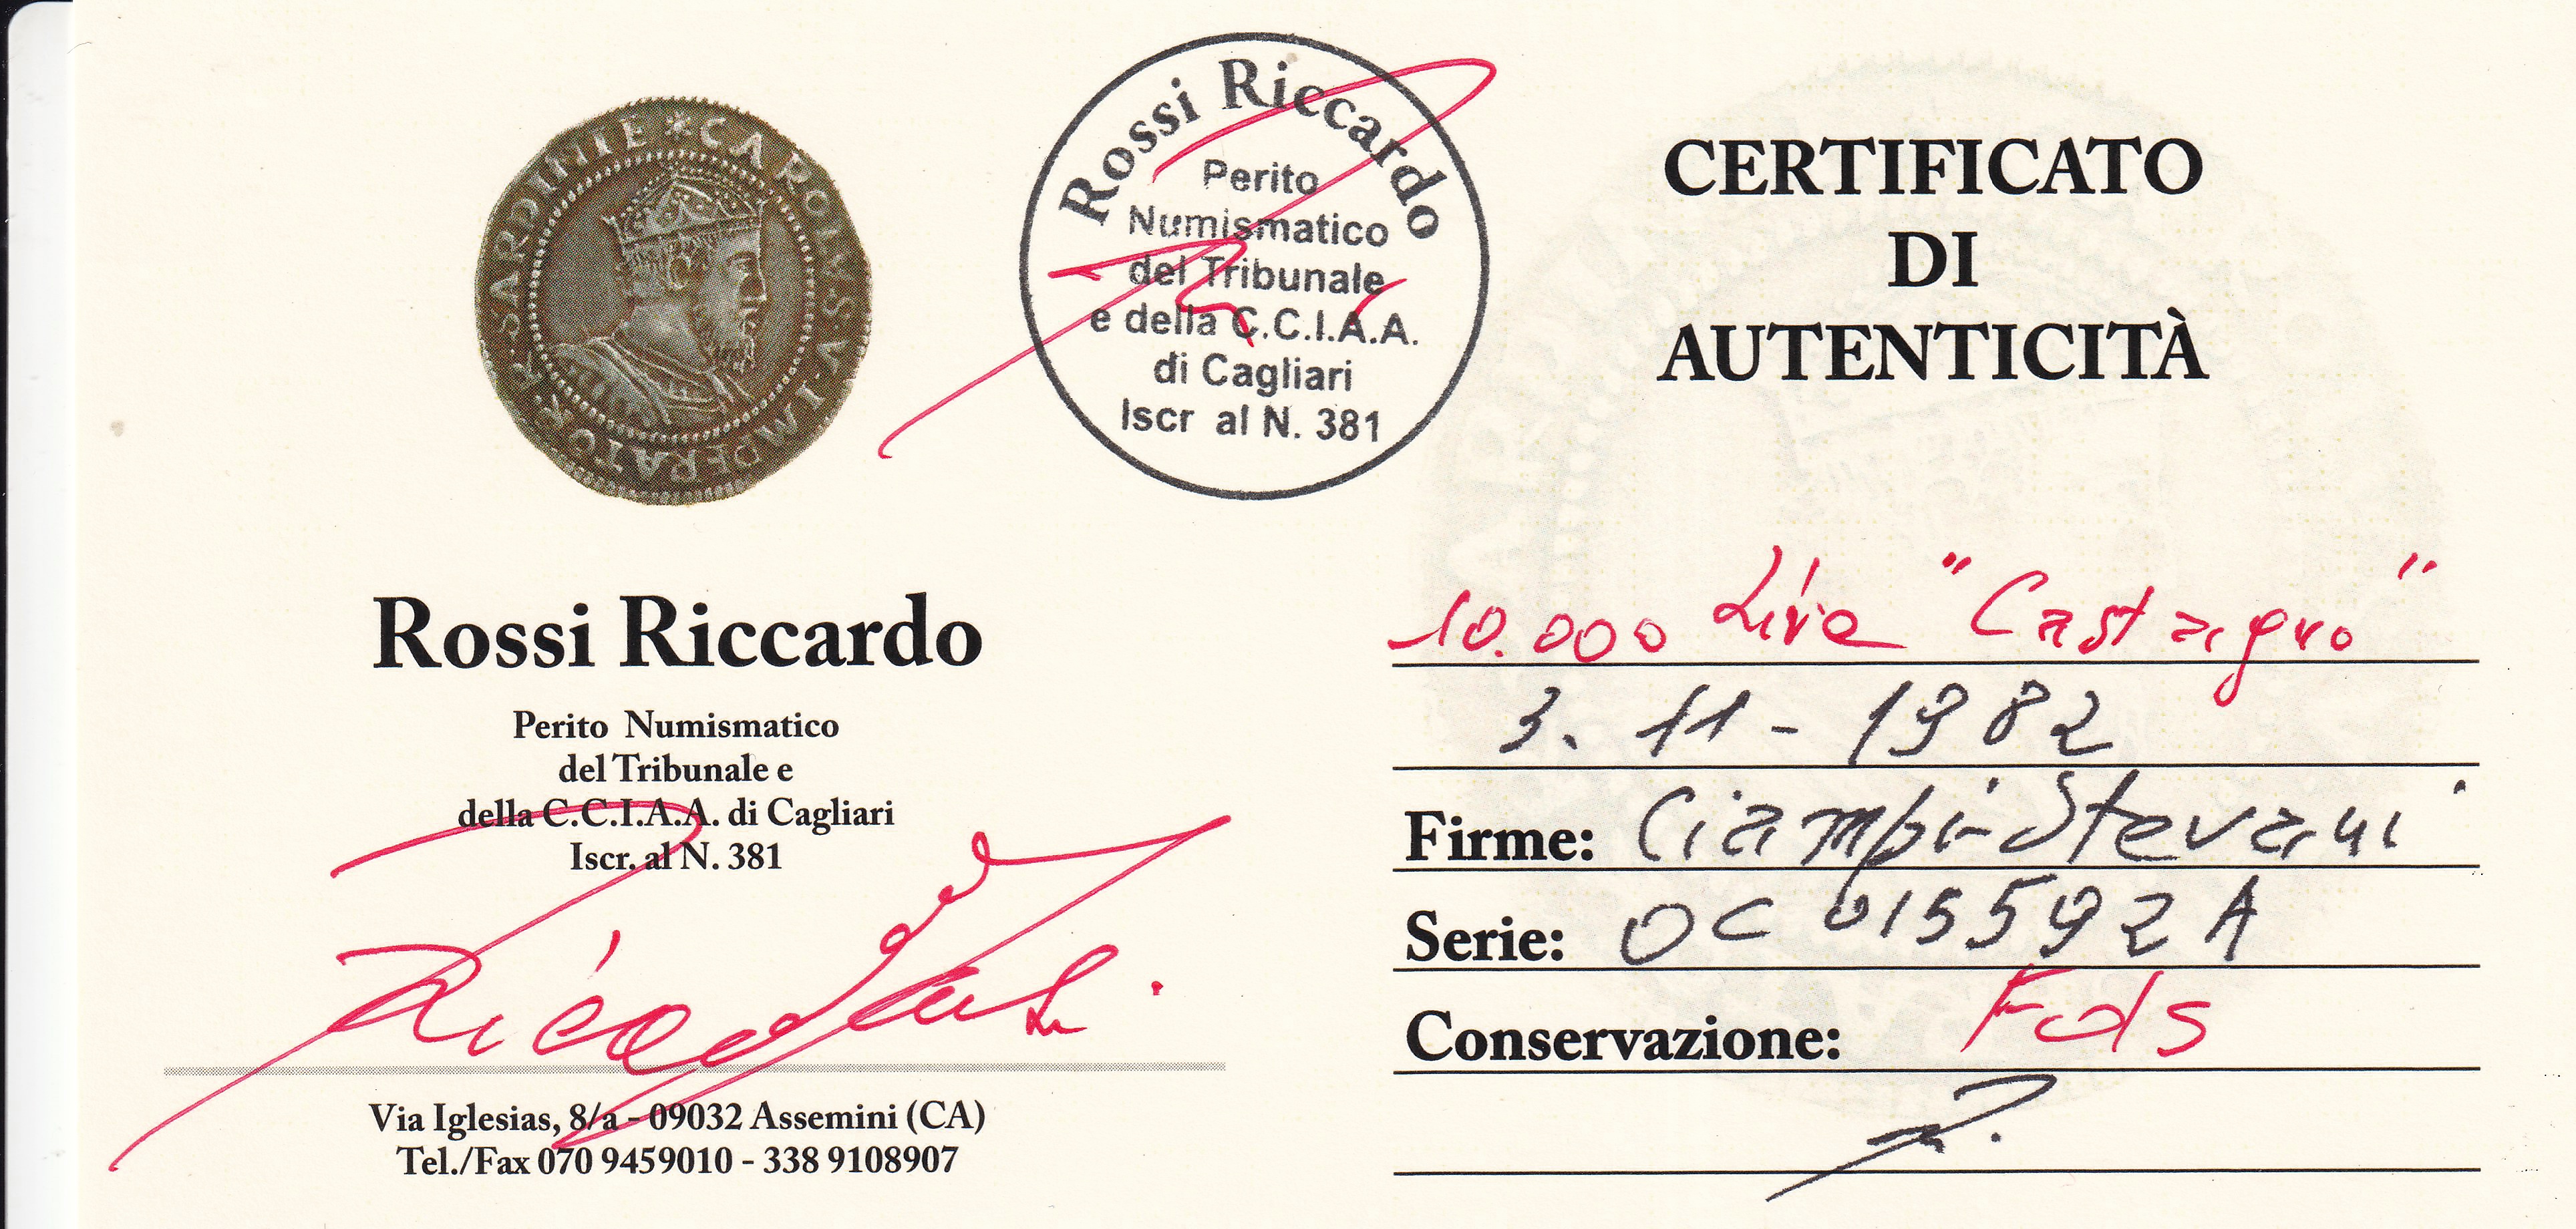 SARDINIE * CAROLVS · V · IMPERATOR · R ·
Rossi Riccardo
Perito
Numismatico
del Tribunale
e della C.C.I.A.A.
di Cagliari
Iscr al N. 381
CERTIFICATO
DI
AUTENTICITÀ
Rossi Riccardo
Perito Numismatico
del Tribunale e
della C.C.I.A.A. di Cagliari
Iscr. al N. 381
Via Iglesias, 8/a - 09032 Assemini (CA)
Tel./Fax 070 9459010 - 338 9108907
10.000 Lire "Castagno"
3. 11 - 1982
Firme: Ciampi-Stevani
Serie: OC 015592 A
Conservazione: Fds